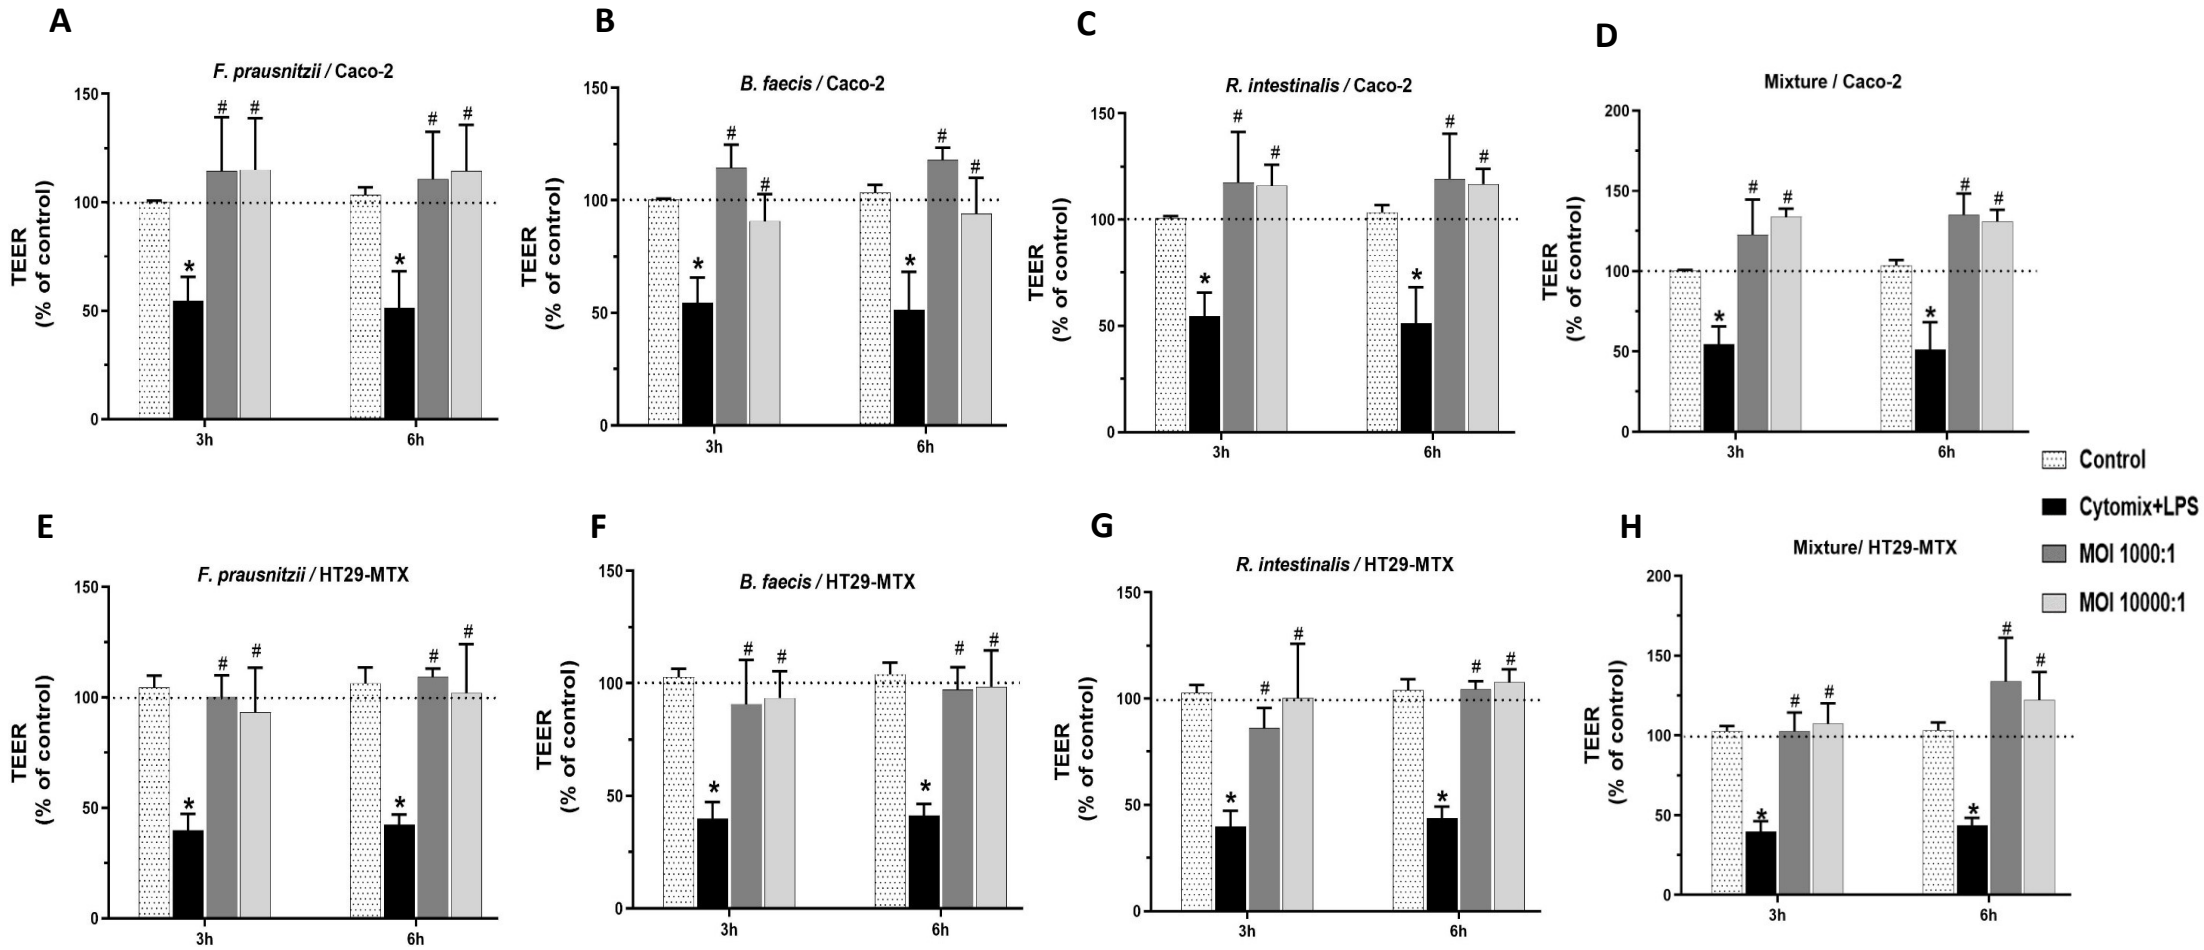 A
B
C
D
F. prausnitzii / Caco-2
B. faecis / Caco-2
R. intestinalis / Caco-2
Mixture / Caco-2
TEER
(% of control)
150
100
50
0
# #
# #
*
*
3h
6h
TEER
(% of control)
150
100
50
0
#
#
#
#
*
*
3h
6h
TEER
(% of control)
150
100
50
0
#
#
#
#
*
*
3h
6h
TEER
(% of control)
200
150
100
50
0
#
#
#
#
*
*
3h
6h
Control
Cytomix+LPS
MOI 1000:1
MOI 10000:1
E
F
G
H
F. prausnitzii / HT29-MTX
B. faecis / HT29-MTX
R. intestinalis / HT29-MTX
Mixture/ HT29-MTX
TEER
(% of control)
150
100
50
0
#
#
#
#
*
*
3h
6h
TEER
(% of control)
150
100
50
0
#
#
#
#
*
*
3h
6h
TEER
(% of control)
150
100
50
0
#
#
#
#
*
*
3h
6h
TEER
(% of control)
200
150
100
50
0
#
#
#
#
*
*
3h
6h